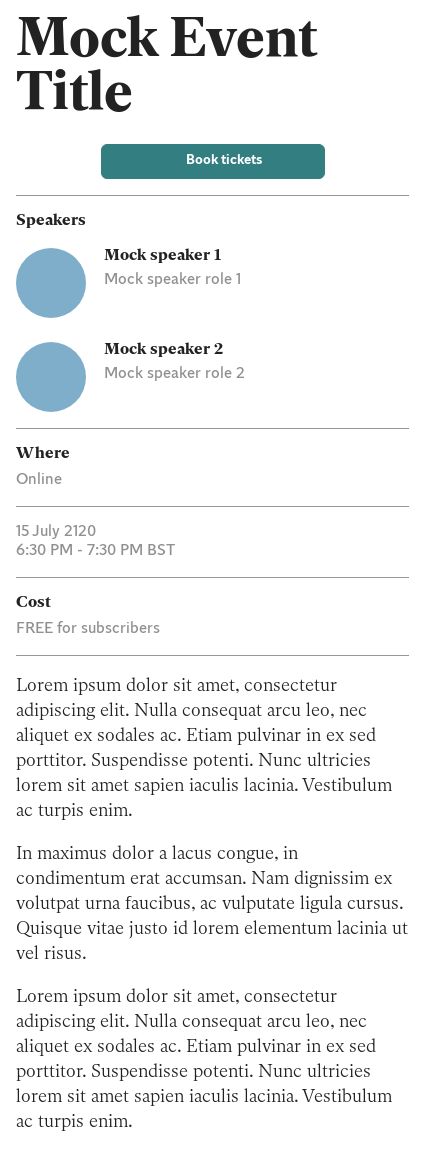 Mock Event
Title
Book tickets
Speakers
Mock speaker 1
Mock speaker role 1
Mock speaker 2
Mock speaker role 2
Where
Online
15 July 2120
6:30 PM - 7:30 PM BST
Cost
FREE for subscribers
Lorem ipsum dolor sit amet, consectetur
adipiscing elit. Nulla consequat arcu leo, nec
aliquet ex sodales ac. Etiam pulvinar in ex sed
porttitor. Suspendisse potenti. Nunc ultricies
lorem sit amet sapien iaculis lacinia. Vestibulum
ac turpis enim.
In maximus dolor a lacus congue, in
condimentum erat accumsan. Nam dignissim ex
volutpat urna faucibus, ac vulputate ligula cursus.
Quisque vitae justo id lorem elementum lacinia ut
vel risus.
Lorem ipsum dolor sit amet, consectetur
adipiscing elit. Nulla consequat arcu leo, nec
aliquet ex sodales ac. Etiam pulvinar in ex sed
porttitor. Suspendisse potenti. Nunc ultricies
lorem sit amet sapien iaculis lacinia. Vestibulum
ac turpis enim.